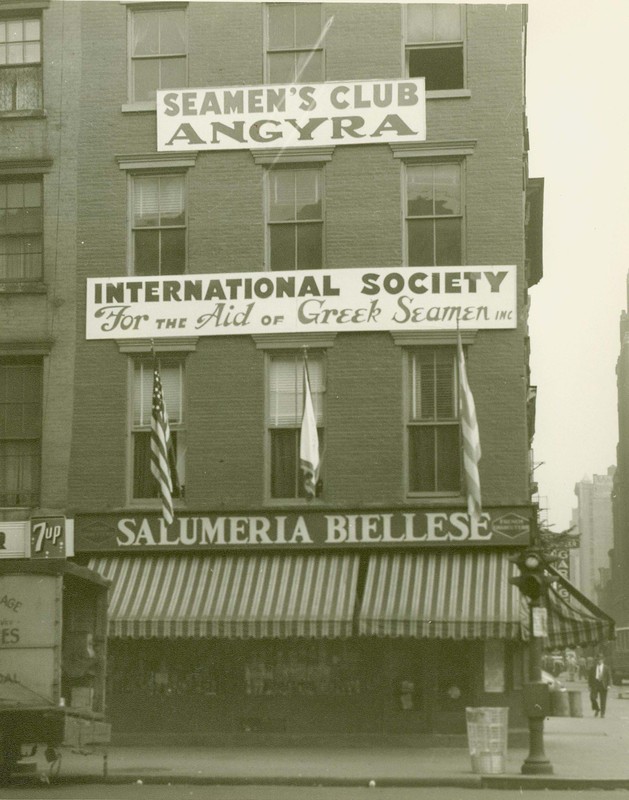 SEAMEN'S CLUB
ANGYRA
INTERNATIONAL SOCIETY
For THE Aid OF Greek Seamen INC
SALUMERIA BIELLESE
7up